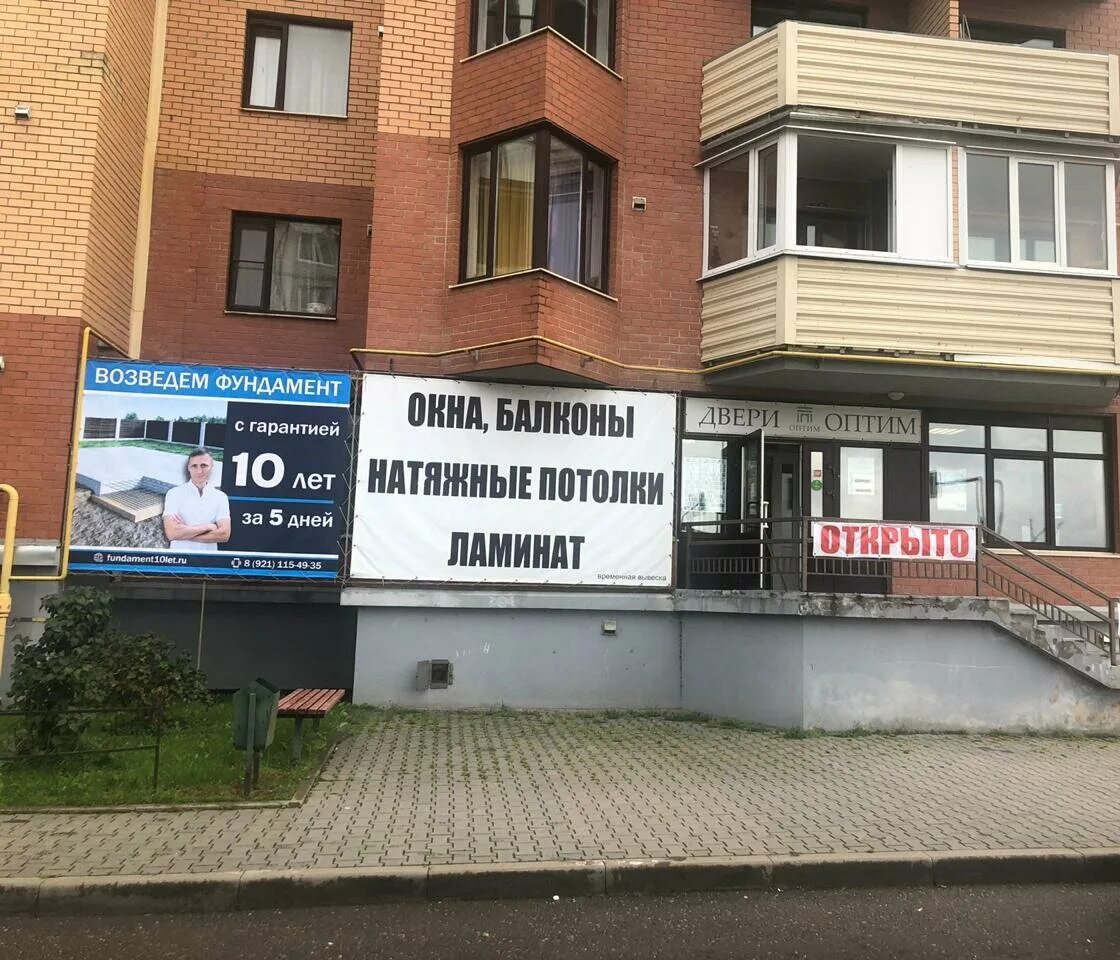 ВОЗВЕДЕМ ФУНДАМЕНТ
с гарантией
10 лет
за 5 дней
fundament10let.ru
8 (921) 115-49-35
ОКНА, БАЛКОНЫ
НАТЯЖНЫЕ ПОТОЛКИ
ЛАМИНАТ
временная вывеска
ДВЕРИ ОПТИМ ОПТИМ
ОТКРЫТО